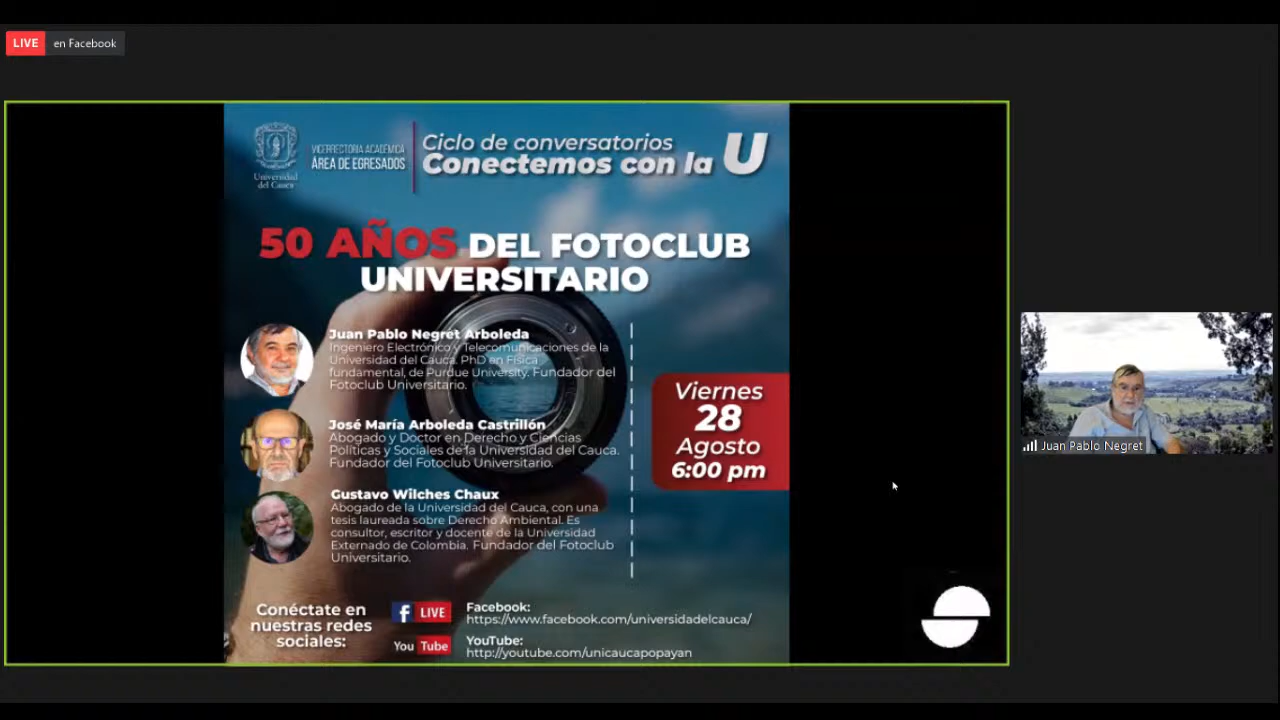 LIVE en Facebook
Universidad
del Cauca
VICERRECTORÍA ACADÉMICA
ÁREA DE EGRESADOS
Ciclo de conversatorios
Conectemos con la U
50 AÑOS DEL FOTOCLUB
UNIVERSITARIO
Juan Pablo Negret Arboleda
Ingeniero Electrónico y Telecomunicaciones de la
Universidad del Cauca. PhD en Física
fundamental, de Purdue University. Fundador del
Fotoclub Universitario.
José María Arboleda Castrillón
Abogado y Doctor en Derecho y Ciencias
Políticas y Sociales de la Universidad del Cauca.
Fundador del Fotoclub Universitario.
Gustavo Wilches Chaux
Abogado de la Universidad del Cauca, con una
tesis laureada sobre Derecho Ambiental. Es
consultor, escritor y docente de la Universidad
Externado de Colombia. Fundador del Fotoclub
Universitario.
Viernes
28
Agosto
6:00 pm
Conéctate en
nuestras redes
sociales:
f LIVE
You Tube
Facebook:
https://www.facebook.com/universidadelcauca/
YouTube:
http://youtube.com/unicaucapopayan
Juan Pablo Negret